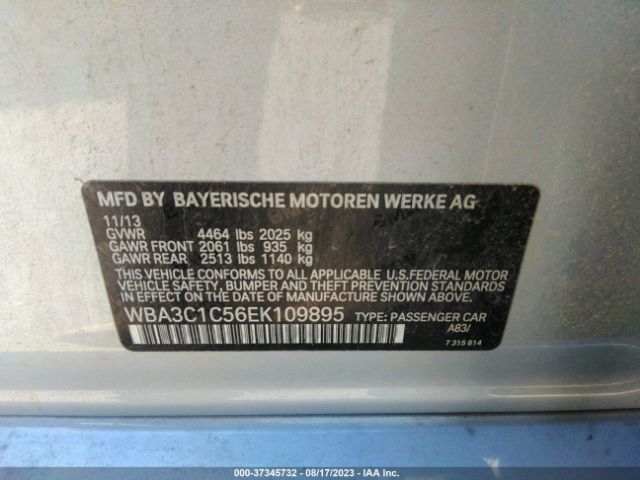 MFD BY BAYERISCHE MOTOREN WERKE AG
11/13
GVWR 4464 lbs 2025 kg
GAWR FRONT 2061 lbs 935 kg
GAWR REAR 2513 lbs 1140 kg
THIS VEHICLE CONFORMS TO ALL APPLICABLE U.S.FEDERAL MOTOR
VEHICLE SAFETY, BUMPER AND THEFT PREVENTION STANDARDS
IN EFFECT ON THE DATE OF MANUFACTURE SHOWN ABOVE.
WBA3C1C56EK109895 TYPE: PASSENGER CAR
A83/
7 315 814
000-37345732 - 08/17/2023 - IAA Inc.